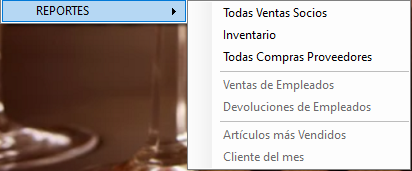 REPORTES
Todas Ventas Socios
Inventario
Todas Compras Proveedores
Ventas de Empleados
Devoluciones de Empleados
Artículos más Vendidos
Cliente del mes